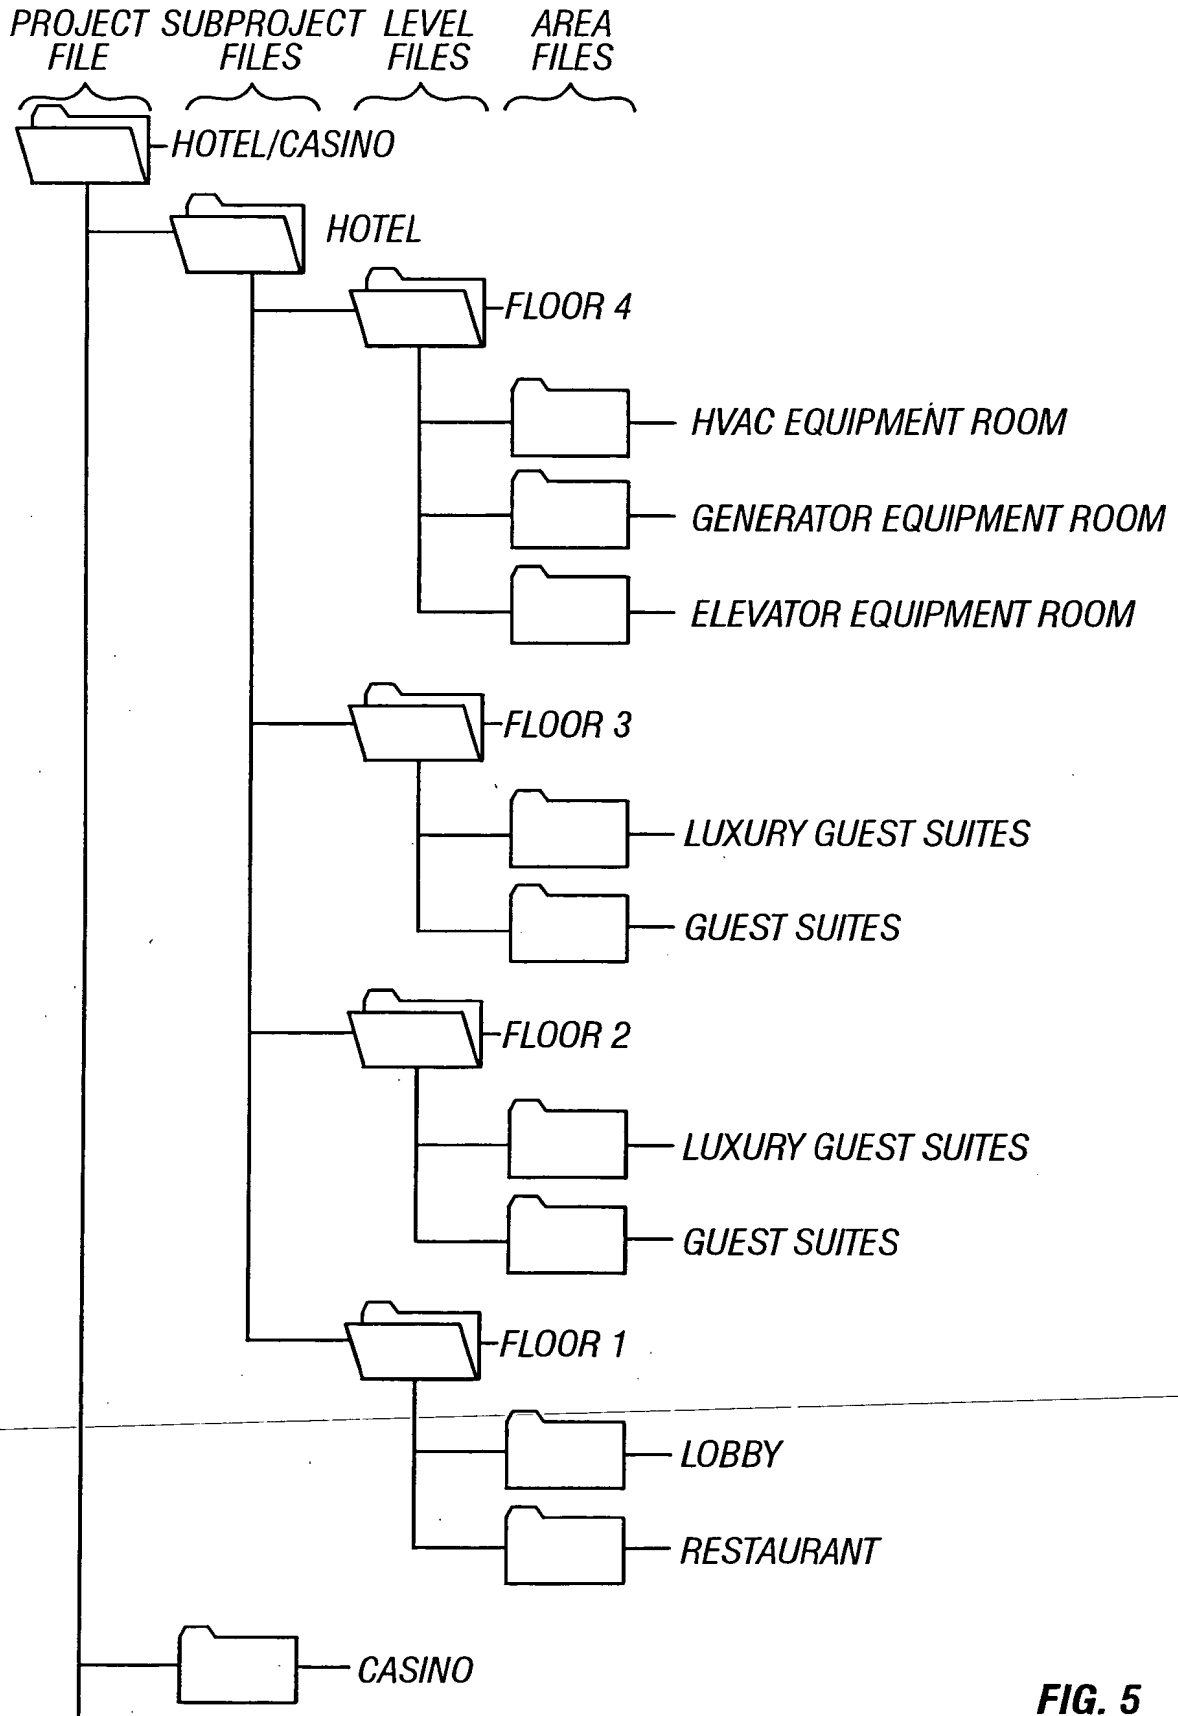 PROJECT SUBPROJECT LEVEL AREA
FILE FILES FILES FILES
HOTEL/CASINO
HOTEL
FLOOR 4
HVAC EQUIPMENT ROOM
GENERATOR EQUIPMENT ROOM
ELEVATOR EQUIPMENT ROOM
FLOOR 3
LUXURY GUEST SUITES
GUEST SUITES
FLOOR 2
LUXURY GUEST SUITES
GUEST SUITES
FLOOR 1
LOBBY
RESTAURANT
CASINO
FIG. 5